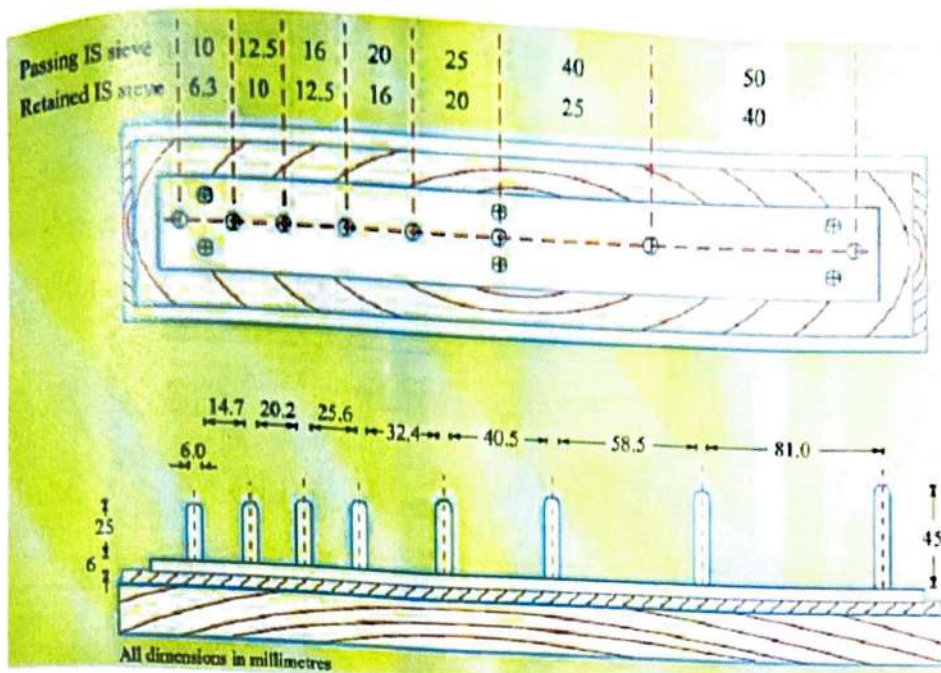 Passing IS sieve 10 12.5 16 20 25 40 50
Retained IS sieve 6.3 10 12.5 16 20 25 40
14.7 20.2 25.6 32.4 40.5 58.5 81.0
6.0
25
45
6
All dimensions in millimetres